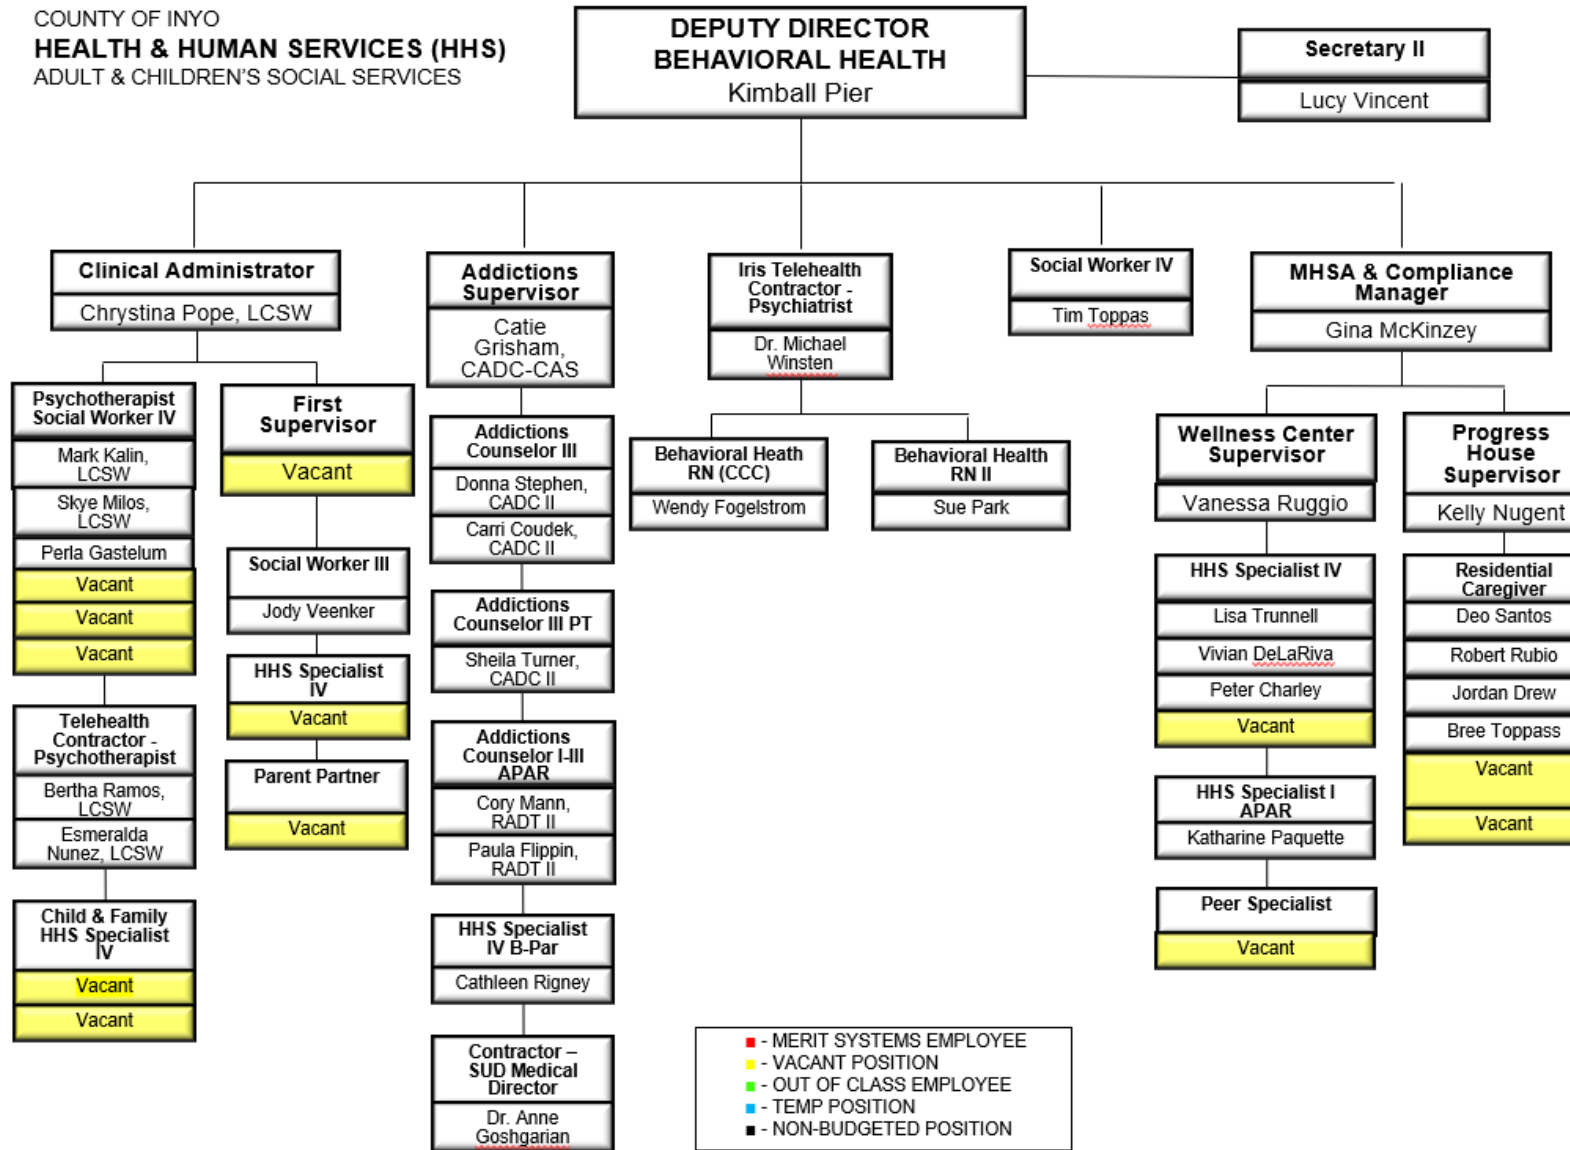 COUNTY OF INYO
HEALTH & HUMAN SERVICES (HHS)
ADULT & CHILDREN'S SOCIAL SERVICES
DEPUTY DIRECTOR
BEHAVIORAL HEALTH
Kimball Pier
Secretary II
Lucy Vincent
Clinical Administrator
Chrystina Pope, LCSW
Psychotherapist
Social Worker IV
Mark Kalin,
LCSW
Skye Milos,
LCSW
Perla Gastelum
Vacant
Vacant
Vacant
Telehealth
Contractor -
Psychotherapist
Bertha Ramos,
LCSW
Esmeralda
Nunez, LCSW
Child & Family
HHS Specialist
IV
Vacant
Vacant
First
Supervisor
Vacant
Social Worker III
Jody Veenker
HHS Specialist
IV
Vacant
Parent Partner
Vacant
Addictions
Supervisor
Catie
Grisham,
CADC-CAS
Addictions
Counselor III
Donna Stephen,
CADC II
Carri Coudek,
CADC II
Addictions
Counselor III PT
Sheila Turner,
CADC II
Addictions
Counselor I-III
APAR
Cory Mann,
RADT II
Paula Flippin,
RADT II
HHS Specialist
IV B-Par
Cathleen Rigney
Contractor –
SUD Medical
Director
Dr. Anne
Goshgarian
Iris Telehealth
Contractor -
Psychiatrist
Dr. Michael
Winsten
Behavioral Heath
RN (CCC)
Wendy Fogelstrom
Behavioral Health
RN II
Sue Park
Social Worker IV
Tim Toppas
MHSA & Compliance
Manager
Gina McKinzey
Wellness Center
Supervisor
Vanessa Ruggio
HHS Specialist IV
Lisa Trunnell
Vivian DeLaRiva
Peter Charley
Vacant
HHS Specialist I
APAR
Katharine Paquette
Peer Specialist
Vacant
Progress
House
Supervisor
Kelly Nugent
Residential
Caregiver
Deo Santos
Robert Rubio
Jordan Drew
Bree Toppass
Vacant
Vacant
- MERIT SYSTEMS EMPLOYEE
- VACANT POSITION
- OUT OF CLASS EMPLOYEE
- TEMP POSITION
- NON-BUDGETED POSITION